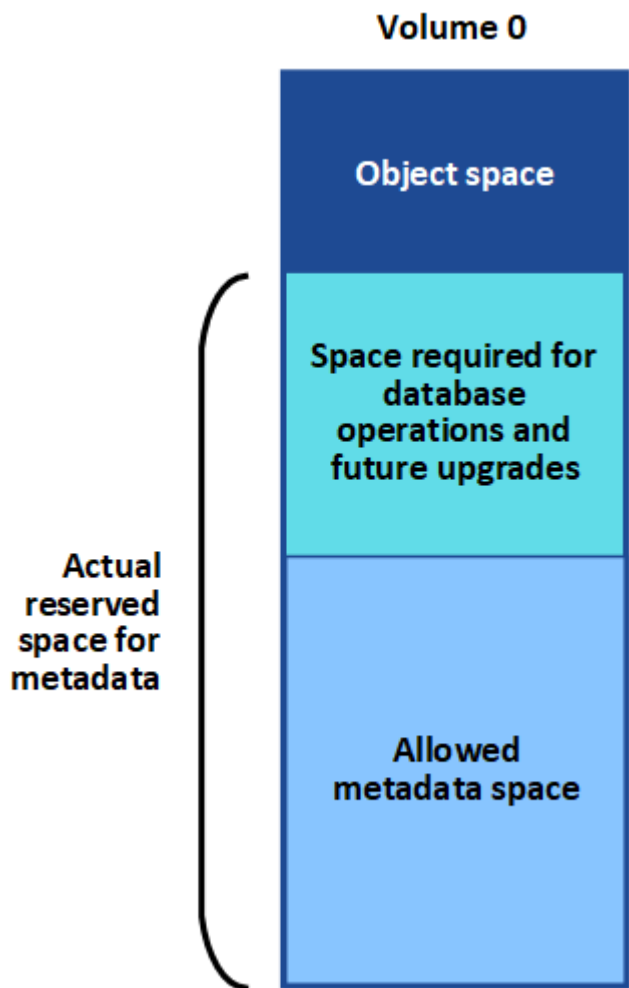 Volume 0
Object space
Space required for
database
operations and
future upgrades
Actual
reserved
space for
metadata
Allowed
metadata space